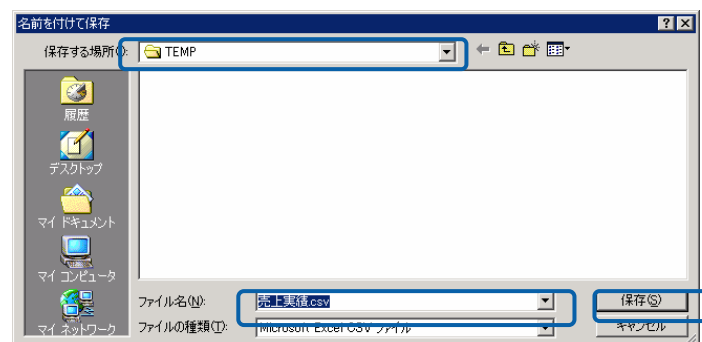 名前を付けて保存
保存する場所(I): TEMP
履歴
デスクトップ
マイ ドキュメント
マイ コンピュータ
マイ ネットワーク
ファイル名(N): 売上実績.csv 保存(S)
ファイルの種類(T): Microsoft Excel CSV ファイル キャンセル